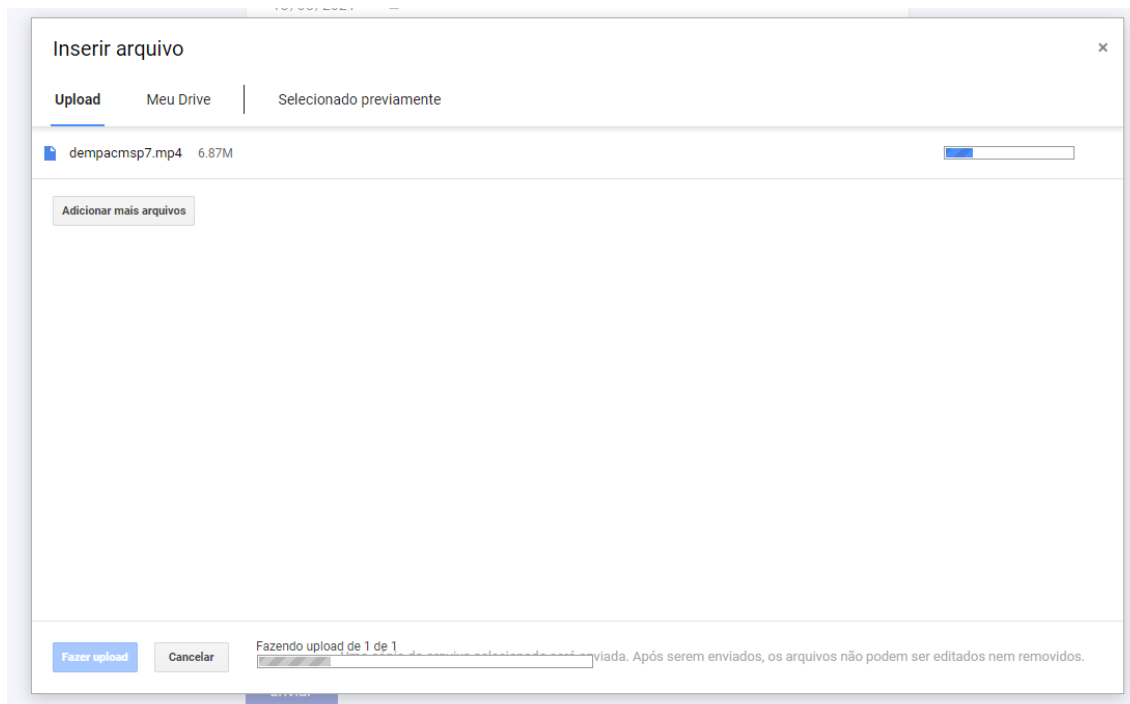 Inserir arquivo ×
Upload Meu Drive Selecionado previamente
dempacmsp7.mp4 6.87M
Adicionar mais arquivos
Fazer upload Cancelar Fazendo upload de 1 de 1
viada. Após serem enviados, os arquivos não podem ser editados nem removidos.